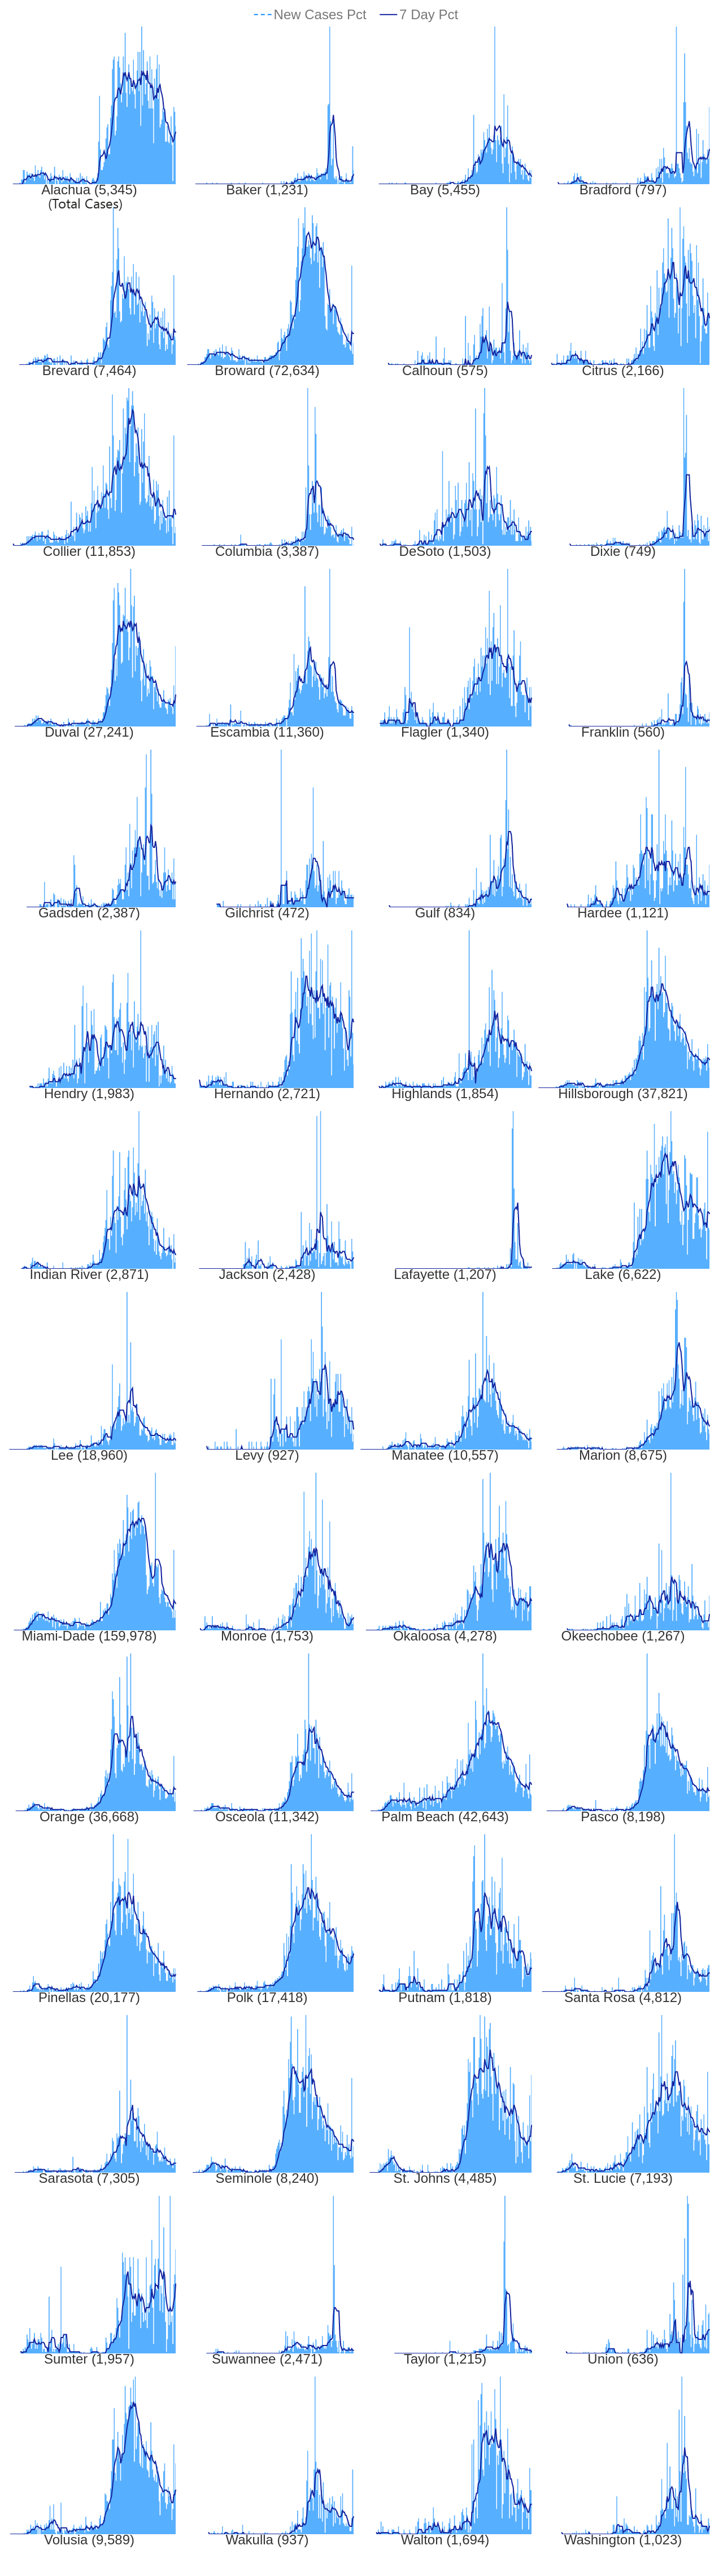 New Cases Pct 7 Day Pct
Alachua (5,345) Baker (1,231) Bay (5,455) Bradford (797)
(Total Cases)
Brevard (7,464) Broward (72,634) Calhoun (575) Citrus (2,166)
Collier (11,853) Columbia (3,387) DeSoto (1,503) Dixie (749)
Duval (27,241) Escambia (11,360) Flagler (1,340) Franklin (560)
Gadsden (2,387) Gilchrist (472) Gulf (834) Hardee (1,121)
Hendry (1,983) Hernando (2,721) Highlands (1,854) Hillsborough (37,821)
Indian River (2,871) Jackson (2,428) Lafayette (1,207) Lake (6,622)
Lee (18,960) Levy (927) Manatee (10,557) Marion (8,675)
Miami-Dade (159,978) Monroe (1,753) Okaloosa (4,278) Okeechobee (1,267)
Orange (36,668) Osceola (11,342) Palm Beach (42,643) Pasco (8,198)
Pinellas (20,177) Polk (17,418) Putnam (1,818) Santa Rosa (4,812)
Sarasota (7,305) Seminole (8,240) St. Johns (4,485) St. Lucie (7,193)
Sumter (1,957) Suwannee (2,471) Taylor (1,215) Union (636)
Volusia (9,589) Wakulla (937) Walton (1,694) Washington (1,023)